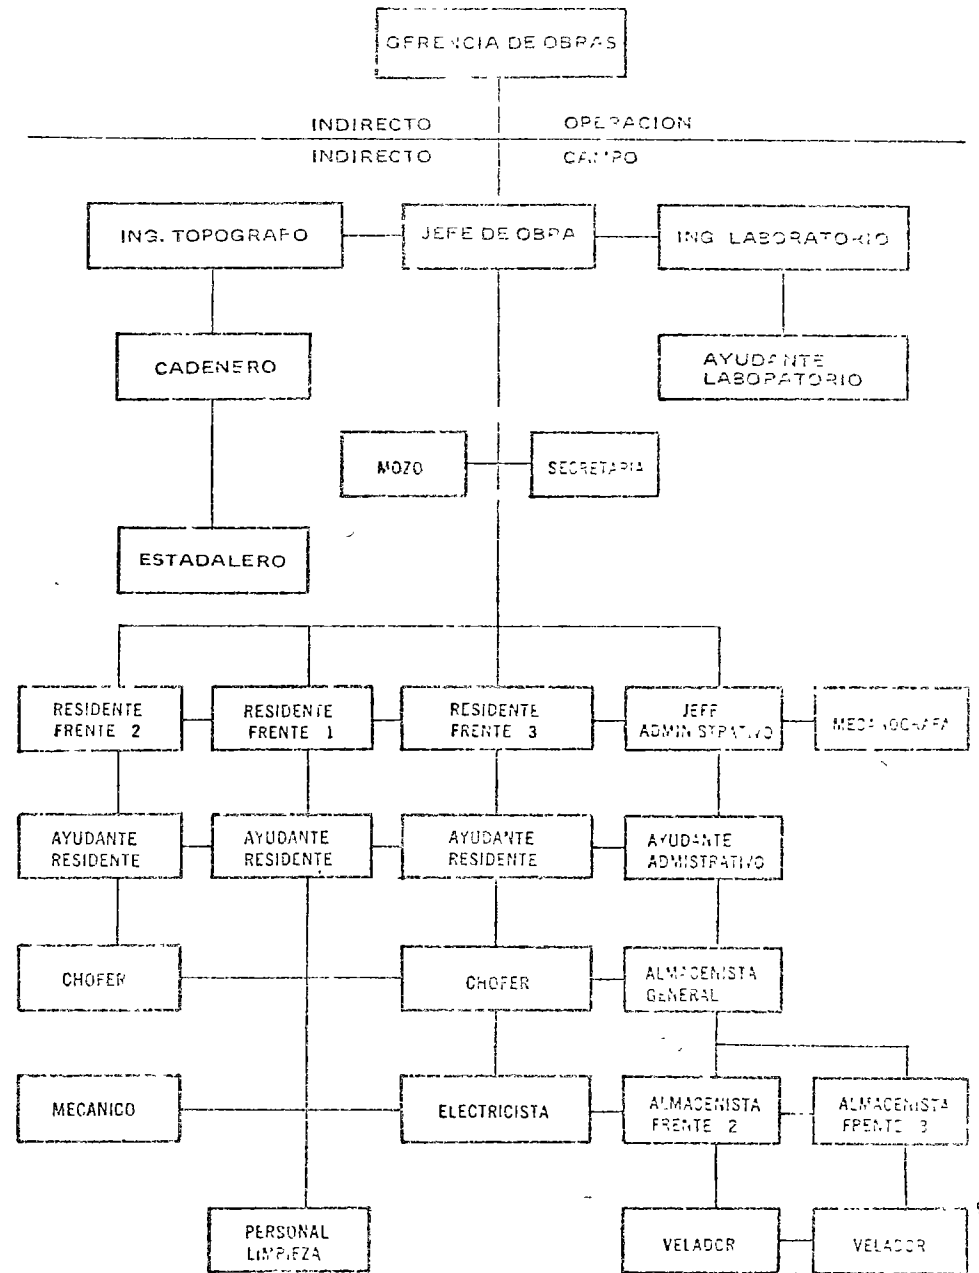 GERENCIA DE OBRAS
INDIRECTO OPERACION
INDIRECTO CAMPO
ING. TOPOGRAFO
JEFE DE OBRA
ING. LABORATORIO
CADENERO
AYUDANTE
LABORATORIO
MOZO
SECRETARIA
ESTADALERO
RESIDENTE
FRENTE 2
RESIDENTE
FRENTE 1
RESIDENTE
FRENTE 3
JEFE
ADMINISTRATIVO
MECANOGRAFA
AYUDANTE
RESIDENTE
AYUDANTE
RESIDENTE
AYUDANTE
RESIDENTE
AYUDANTE
ADMISTRATIVO
CHOFER
CHOFER
ALMACENISTA
GENERAL
MECANICO
ELECTRICISTA
ALMACENISTA
FRENTE 2
ALMACENISTA
FRENTE 3
PERSONAL
LIMPIEZA
VELADOR
VELADOR